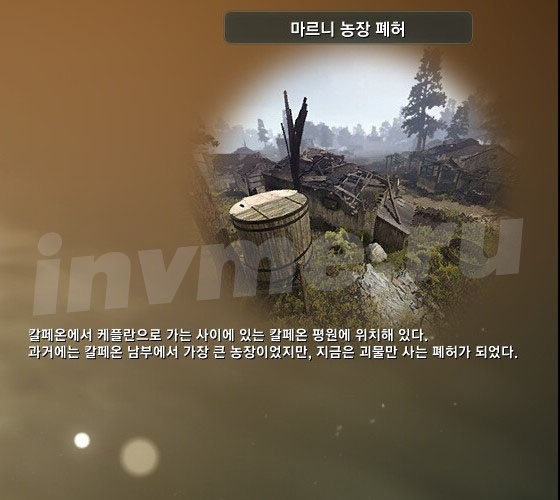 마르니 농장 폐허
invme.ru
칼페온에서 케플란으로 가는 사이에 있는 칼페온 평원에 위치해 있다.
과거에는 칼페온 남부에서 가장 큰 농장이었지만, 지금은 괴물만 사는 폐허가 되었다.